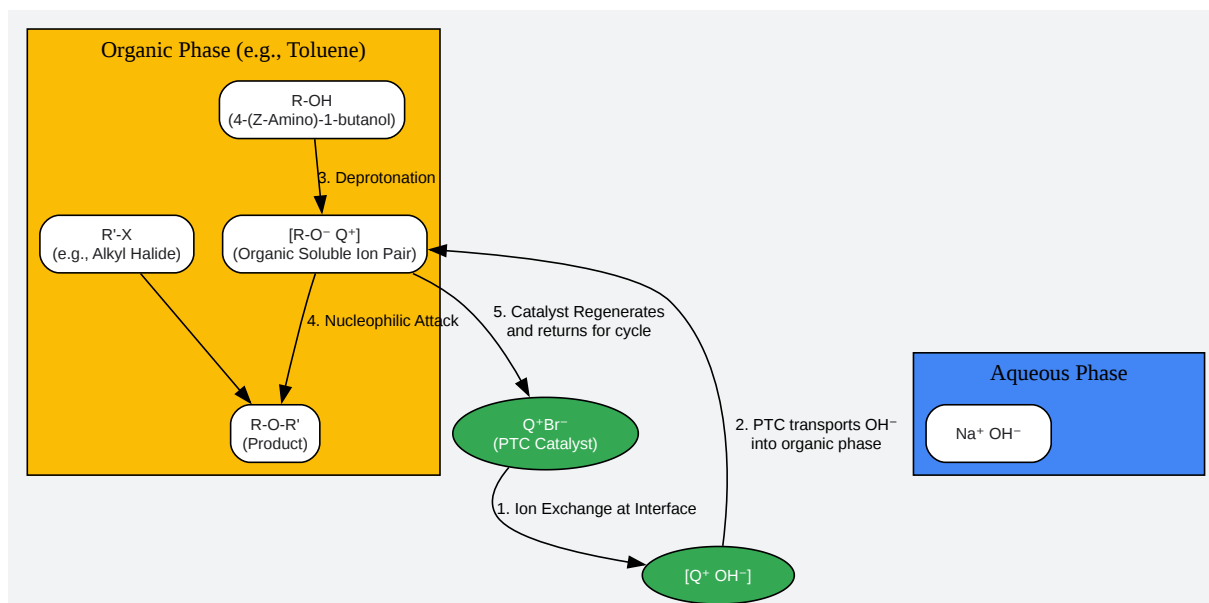 Organic Phase (e.g., Toluene)
R-OH
(4-(Z-Amino)-1-butanol)
3. Deprotonation
R'-X
(e.g., Alkyl Halide)
[R-O⁻ Q⁺]
(Organic Soluble Ion Pair)
4. Nucleophilic Attack
5. Catalyst Regenerates
and returns for cycle
R-O-R'
(Product)
Q⁺Br⁻
(PTC Catalyst)
2. PTC transports OH⁻
into organic phase
Aqueous Phase
Na⁺ OH⁻
1. Ion Exchange at Interface
[Q⁺ OH⁻]